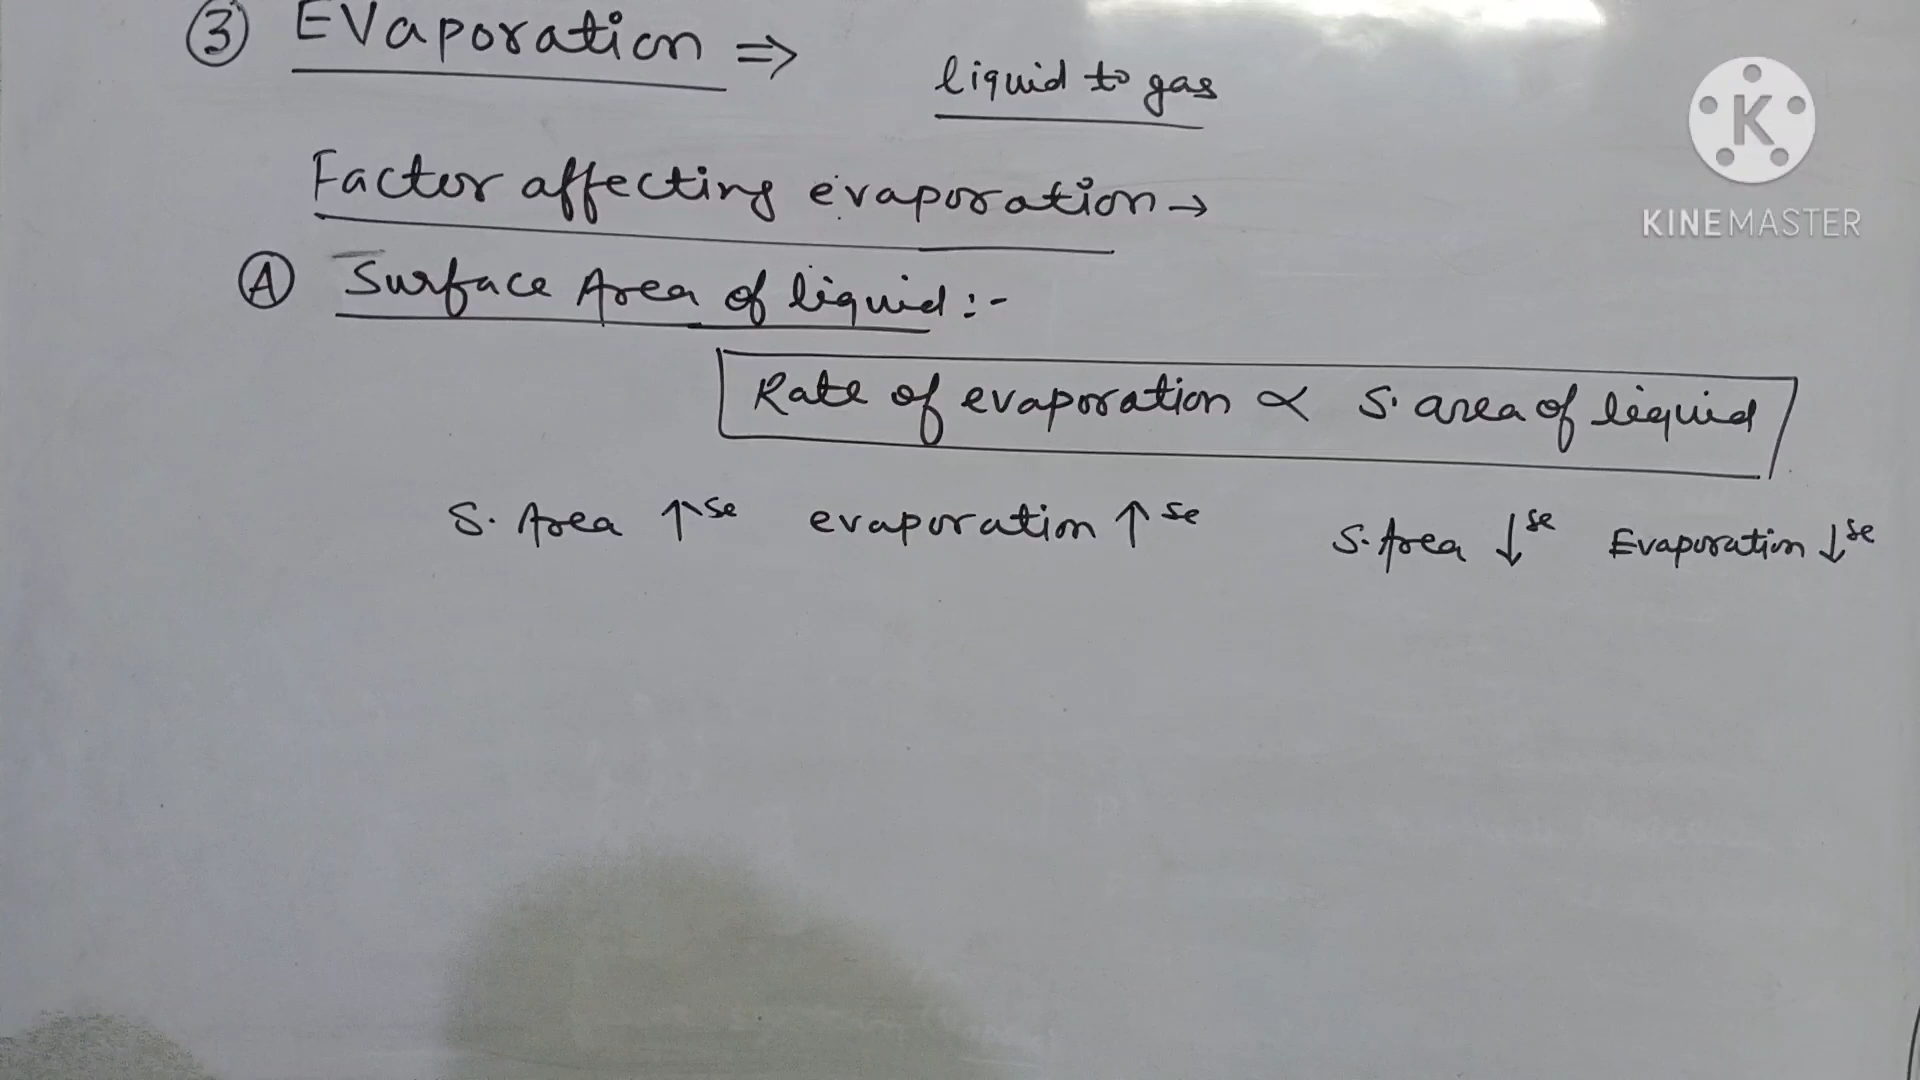 ③ Evaporation ⇒ liquid to gas
Factor affecting evaporation →
Ⓐ Surface Area of liquid :-
Rate of evaporation ∝ S. area of liquid
S. Area ↑se evaporation ↑se S. Area ↓se Evaporation ↓se
K
KINEMASTER